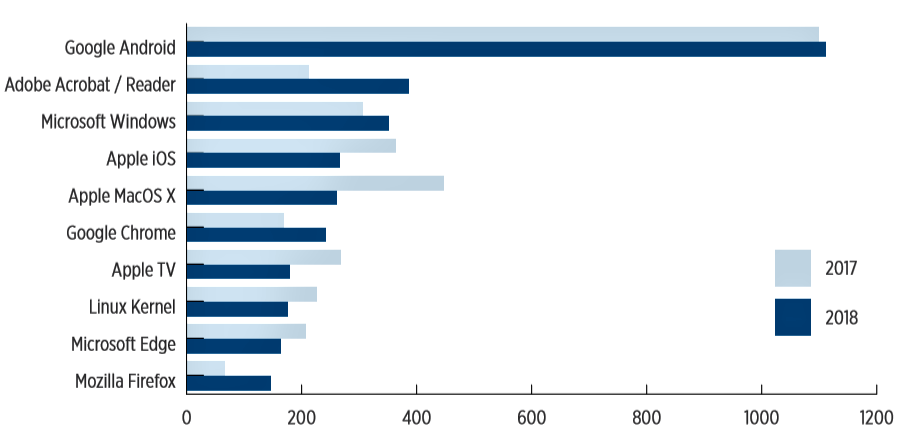 Google Android
Adobe Acrobat / Reader
Microsoft Windows
Apple iOS
Apple MacOS X
Google Chrome
Apple TV
Linux Kernel
Microsoft Edge
Mozilla Firefox
2017
2018
0 200 400 600 800 1000 1200